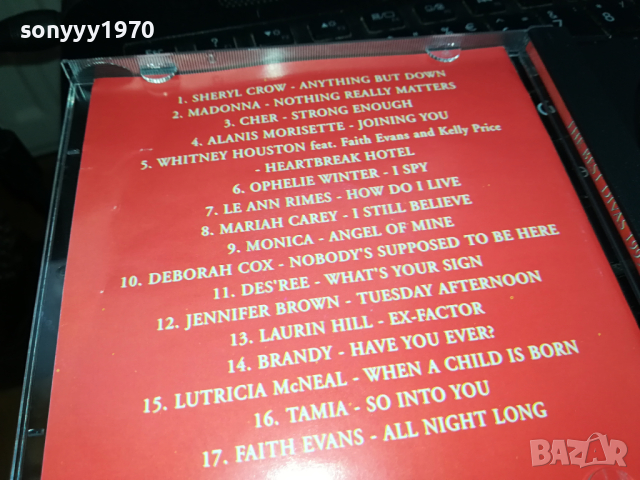 sonyyy1970
1. SHERYL CROW - ANYTHING BUT DOWN
2. MADONNA - NOTHING REALLY MATTERS
3. CHER - STRONG ENOUGH
4. ALANIS MORISETTE - JOINING YOU
5. WHITNEY HOUSTON feat. Faith Evans and Kelly Price
- HEARTBREAK HOTEL
6. OPHELIE WINTER - I SPY
7. LE ANN RIMES - HOW DO I LIVE
8. MARIAH CAREY - I STILL BELIEVE
9. MONICA - ANGEL OF MINE
10. DEBORAH COX - NOBODY'S SUPPOSED TO BE HERE
11. DES'REE - WHAT'S YOUR SIGN
12. JENNIFER BROWN - TUESDAY AFTERNOON
13. LAURIN HILL - EX-FACTOR
14. BRANDY - HAVE YOU EVER?
15. LUTRICIA McNEAL - WHEN A CHILD IS BORN
16. TAMIA - SO INTO YOU
17. FAITH EVANS - ALL NIGHT LONG
THE BEST DIVAS
BAZAR
bg